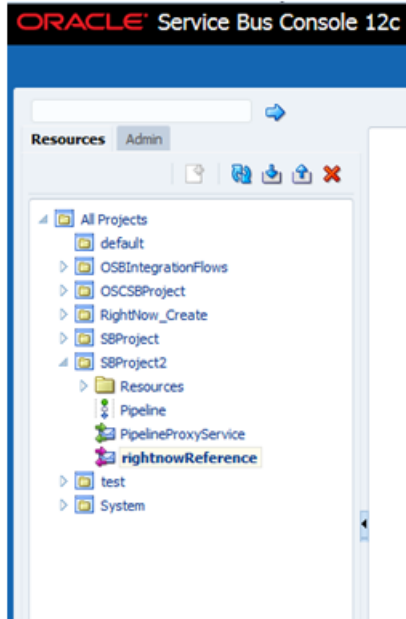 ORACLE® Service Bus Console 12c
Resources Admin
All Projects
default
OSBIntegrationFlows
OSCSBProject
RightNow_Create
SBProject
SBProject2
Resources
Pipeline
PipelineProxyService
rightnowReference
test
System